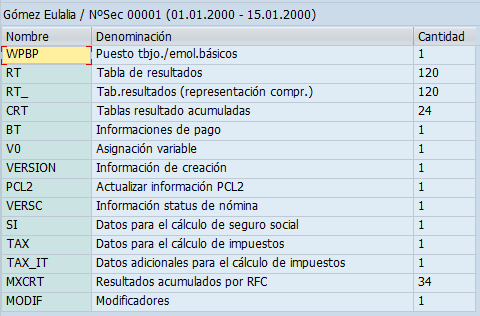 Gómez Eulalia / NºSec 00001 (01.01.2000 - 15.01.2000)
Nombre Denominación Cantidad
WPBP Puesto tbjo./emol.básicos 1
RT Tabla de resultados 120
RT_ Tab.resultados (representación compr.) 120
CRT Tablas resultado acumuladas 24
BT Informaciones de pago 1
V0 Asignación variable 1
VERSION Información de creación 1
PCL2 Actualizar información PCL2 1
VERSC Información status de nómina 1
SI Datos para el cálculo de seguro social 1
TAX Datos para el cálculo de impuestos 1
TAX_IT Datos adicionales para el cálculo de impuestos 1
MXCRT Resultados acumulados por RFC 34
MODIF Modificadores 1